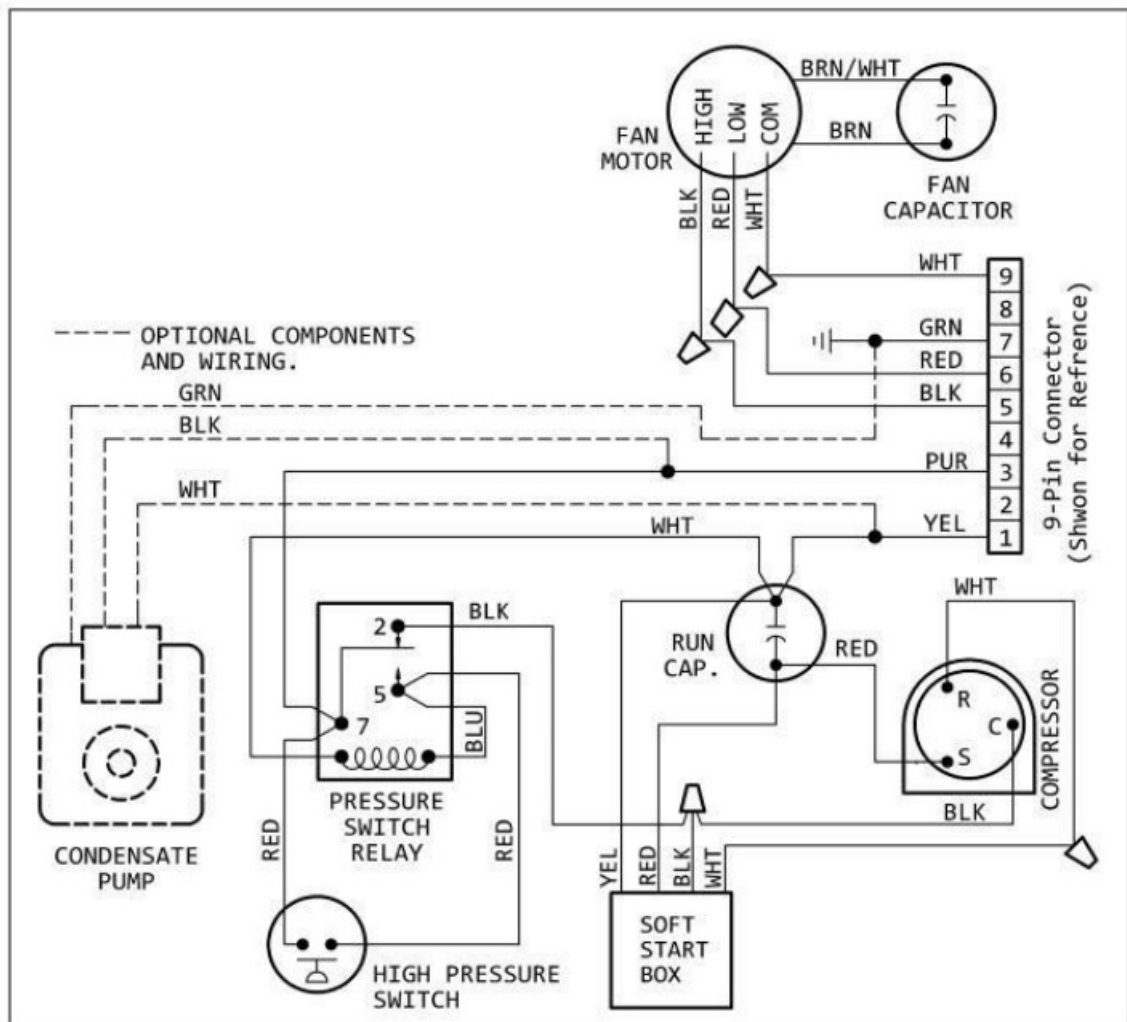 BRN/WHT
HIGH
LOW
COM
FAN
MOTOR
BRN
FAN
CAPACITOR
BLK
RED
WHT
WHT
9
8
GRN
7
RED
6
BLK
5
4
PUR
3
2
YEL
1
9-Pin Connector
(Shwon for Refrence)
OPTIONAL COMPONENTS
AND WIRING.
GRN
BLK
WHT
WHT
2
BLK
5
7
BLU
PRESSURE
SWITCH
RELAY
RUN
CAP.
RED
WHT
R
C
S
COMPRESSOR
BLK
CONDENSATE
PUMP
RED
RED
HIGH PRESSURE
SWITCH
YEL
RED
BLK
WHT
SOFT
START
BOX